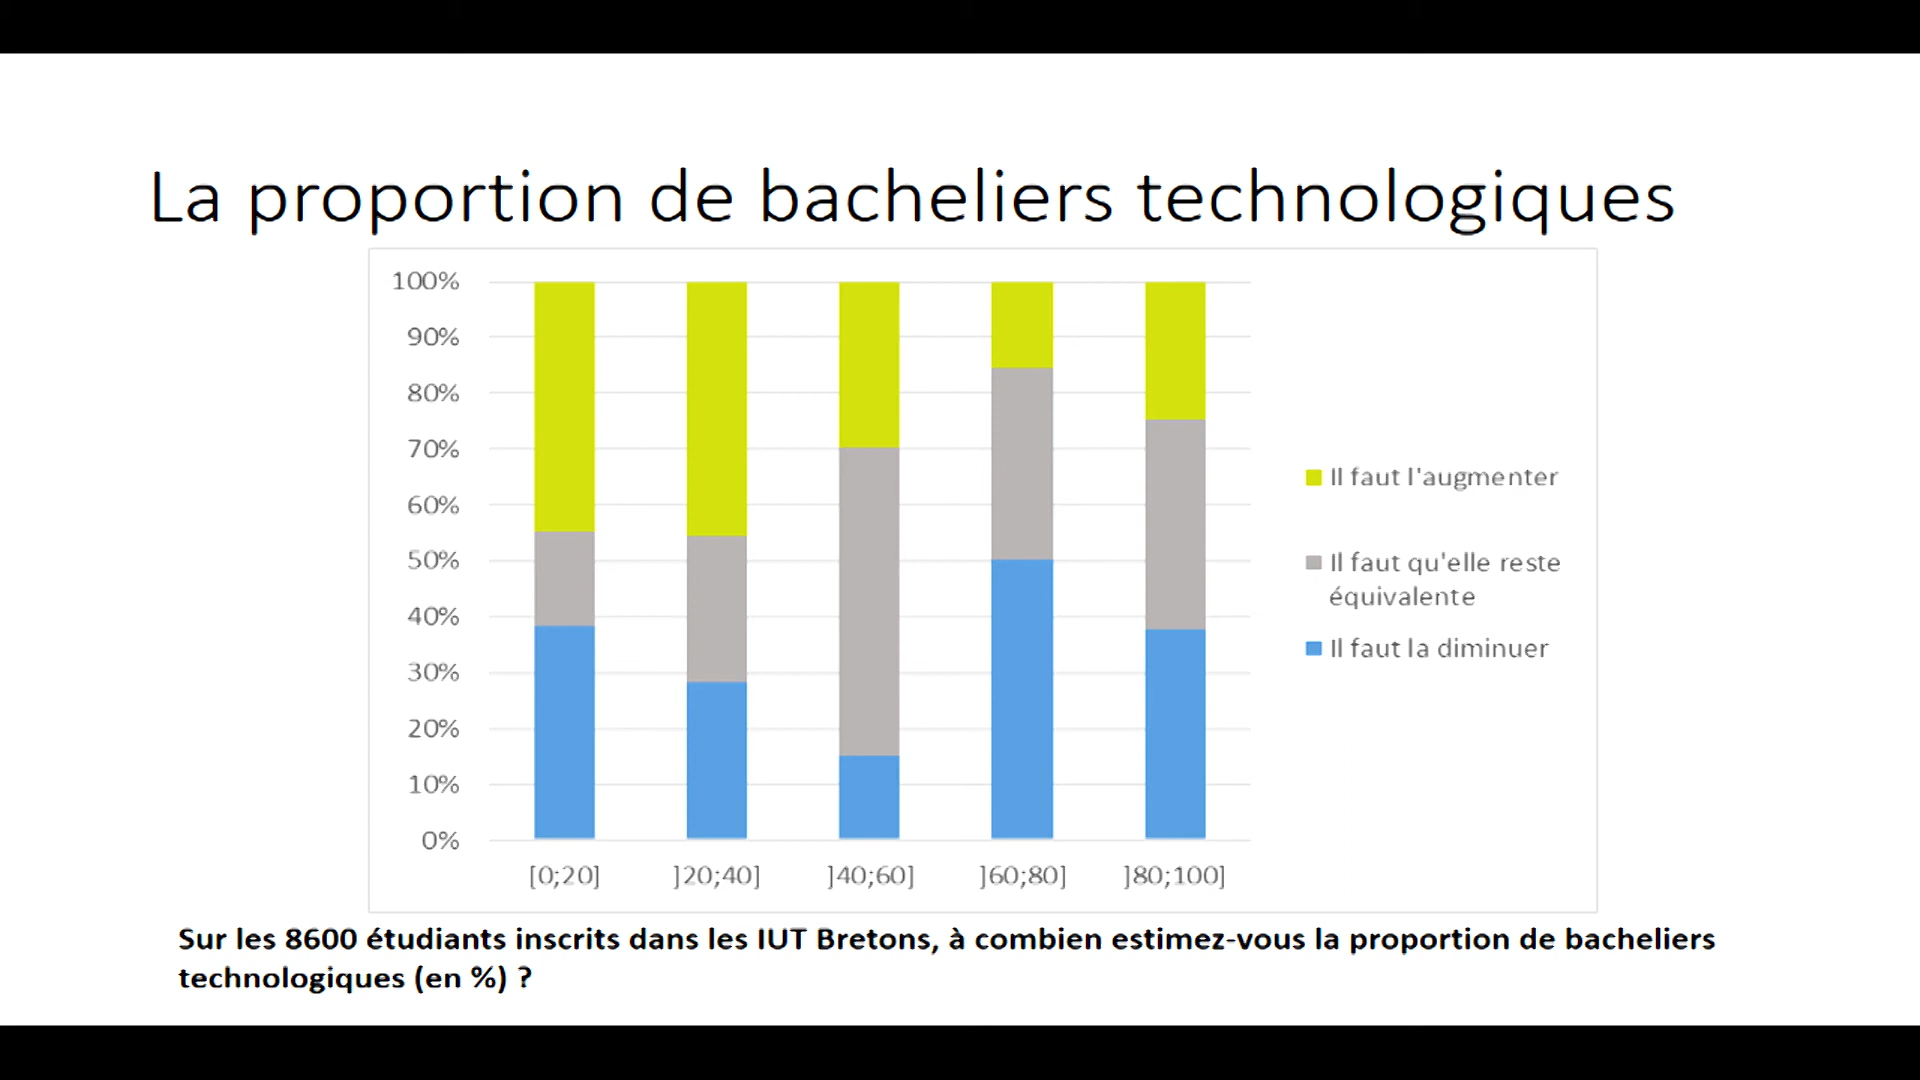 La proportion de bacheliers technologiques
100%
90%
80%
70%
60%
50%
40%
30%
20%
10%
0%
[0;20] ]20;40] ]40;60] ]60;80] ]80;100]
Il faut l'augmenter
Il faut qu'elle reste
équivalente
Il faut la diminuer
Sur les 8600 étudiants inscrits dans les IUT Bretons, à combien estimez-vous la proportion de bacheliers
technologiques (en %) ?